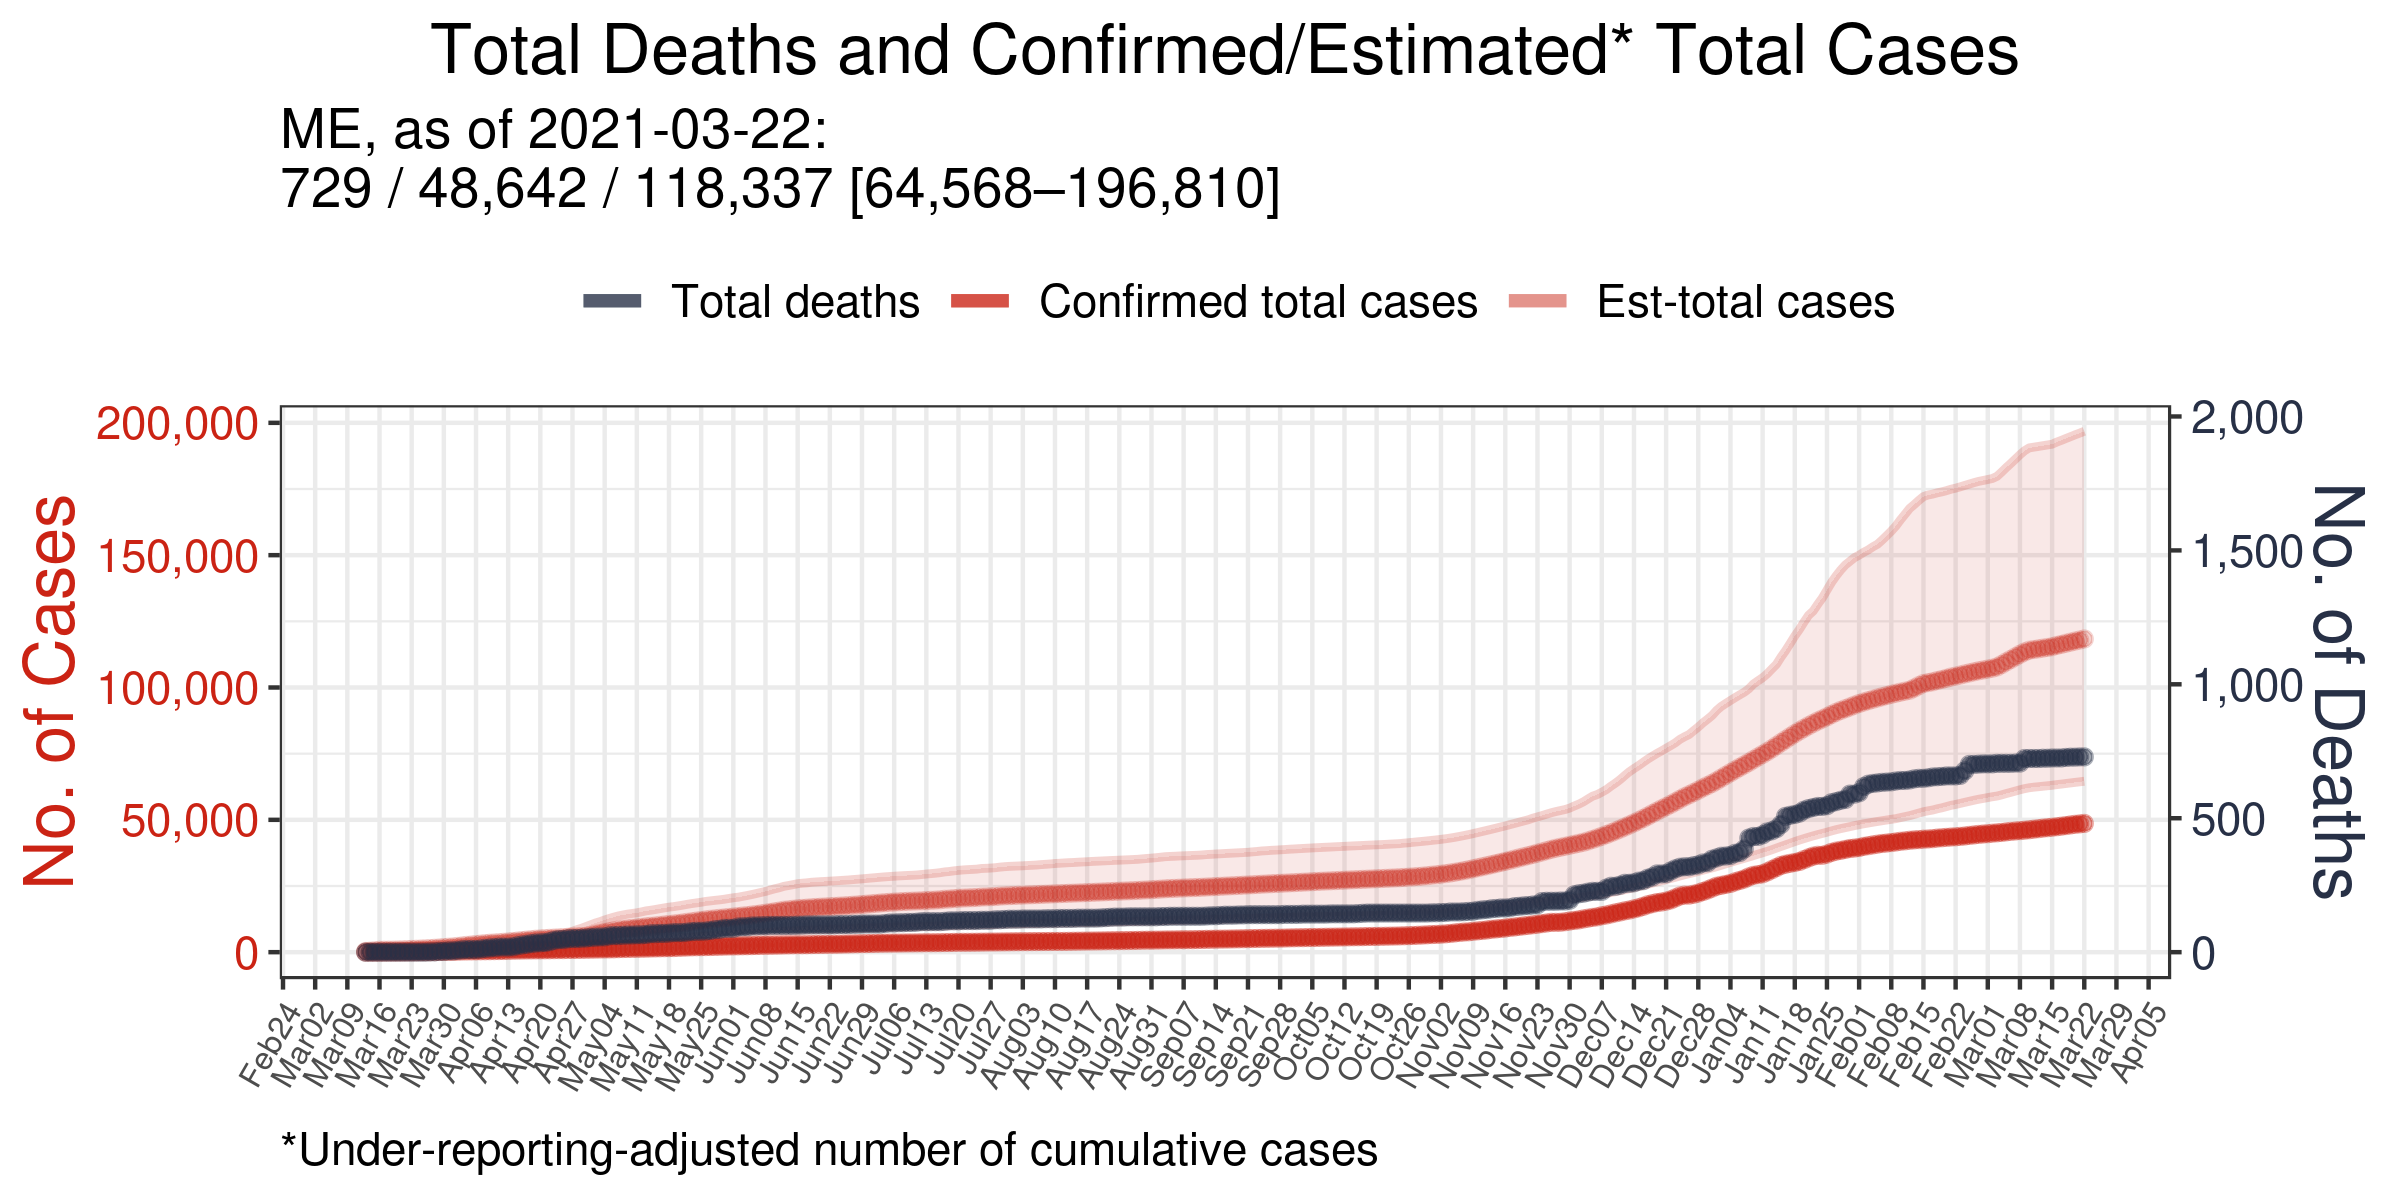 Total Deaths and Confirmed/Estimated* Total Cases
ME, as of 2021-03-22:
729 / 48,642 / 118,337 [64,568–196,810]
Total deaths
Confirmed total cases
Est-total cases
No. of Cases
200,000
150,000
100,000
50,000
0
2,000
1,500
1,000
500
0
No. of Deaths
Feb24
Mar02
Mar09
Mar16
Mar23
Mar30
Apr06
Apr13
Apr20
Apr27
May04
May11
May18
May25
Jun01
Jun08
Jun15
Jun22
Jun29
Jul06
Jul13
Jul20
Jul27
Aug03
Aug10
Aug17
Aug24
Aug31
Sep07
Sep14
Sep21
Sep28
Oct05
Oct12
Oct19
Oct26
Nov02
Nov09
Nov16
Nov23
Nov30
Dec07
Dec14
Dec21
Dec28
Jan04
Jan11
Jan18
Jan25
Feb01
Feb08
Feb15
Feb22
Mar01
Mar08
Mar15
Mar22
Mar29
Apr05
*Under-reporting-adjusted number of cumulative cases